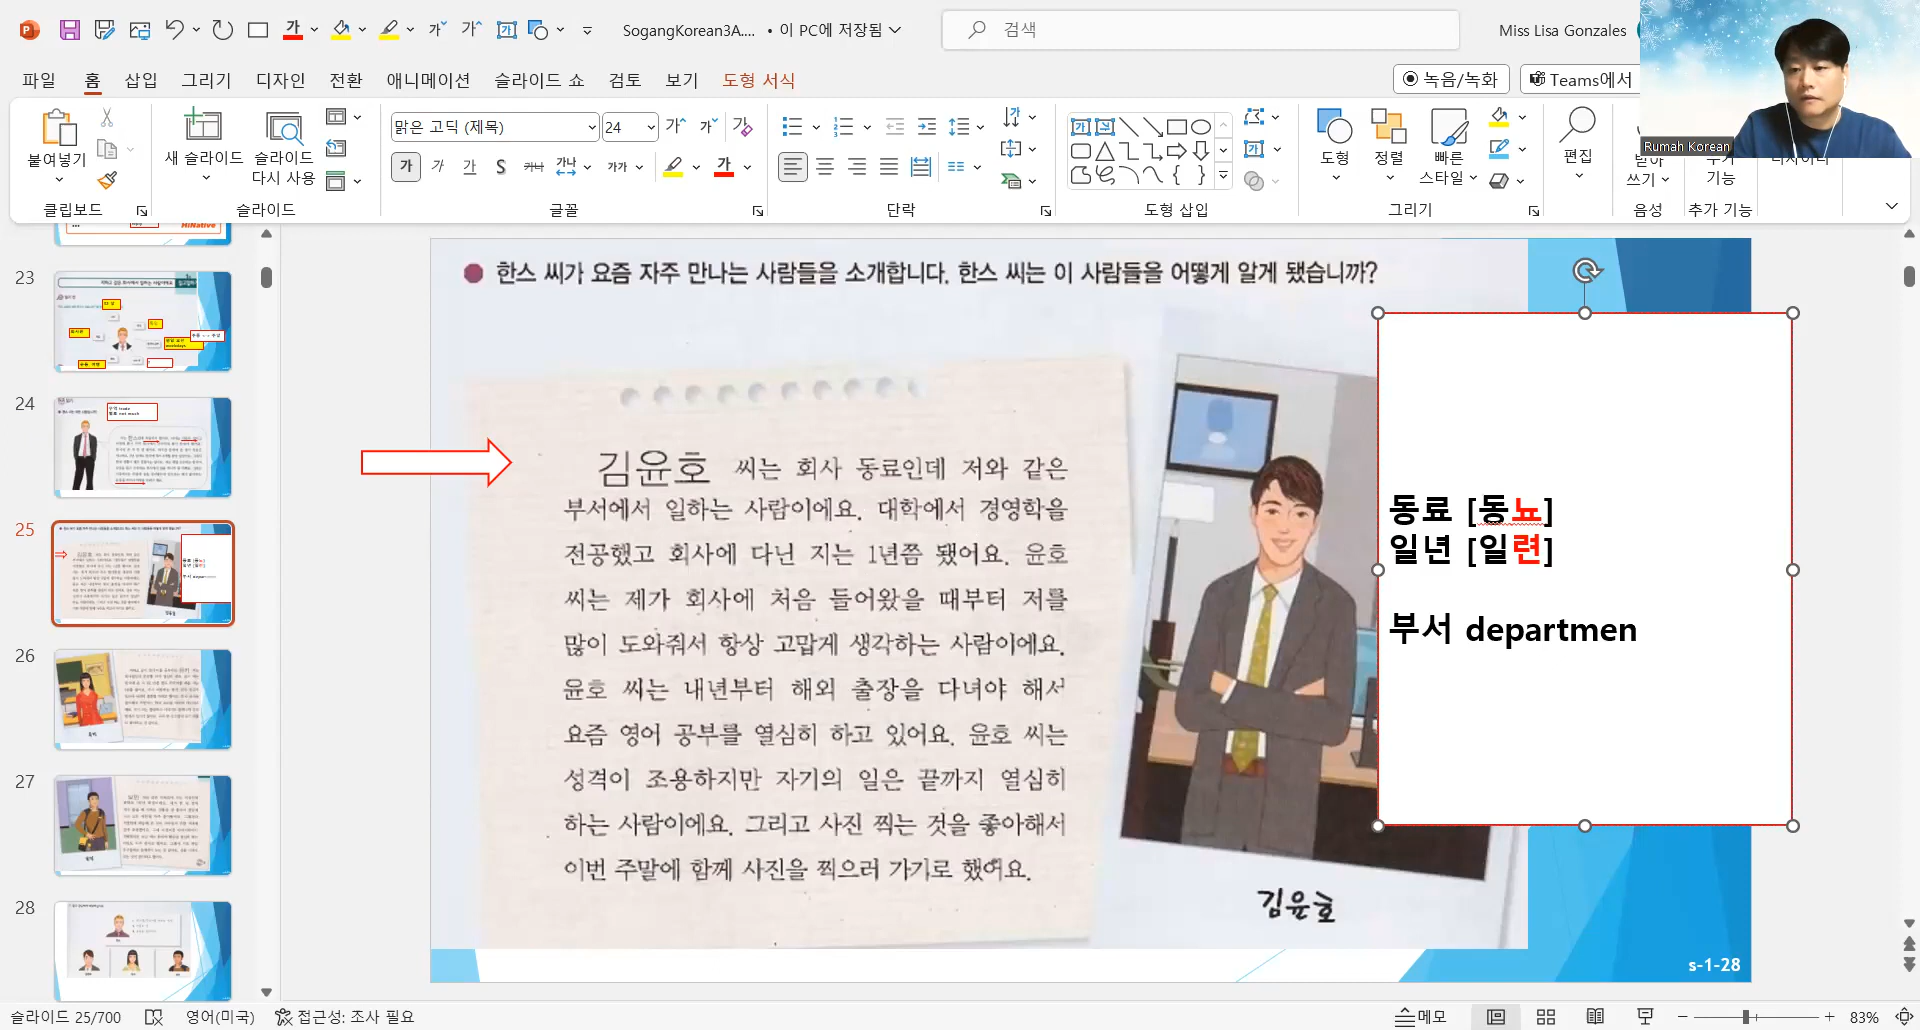 SogangKorean3A.... • 이 PC에 저장됨
검색
Miss Lisa Gonzales
파일 홈 삽입 그리기 디자인 전환 애니메이션 슬라이드 쇼 검토 보기 도형 서식
녹음/녹화 Teams에서
Rumah Korean
붙여넣기
새 슬라이드
슬라이드 다시 사용
맑은 고딕 (제목) 24
도형 정렬 빠른 스타일
편집
쓰기
기능
클립보드 슬라이드 글꼴 단락 도형 삽입 그리기 음성 추가 기능
23
24
25
26
27
28
한스 씨가 요즘 자주 만나는 사람들을 소개합니다. 한스 씨는 이 사람들을 어떻게 알게 됐습니까?
김윤호 씨는 회사 동료인데 저와 같은
부서에서 일하는 사람이에요. 대학에서 경영학을
전공했고 회사에 다닌 지는 1년쯤 됐어요. 윤호
씨는 제가 회사에 처음 들어왔을 때부터 저를
많이 도와줘서 항상 고맙게 생각하는 사람이에요.
윤호 씨는 내년부터 해외 출장을 다녀야 해서
요즘 영어 공부를 열심히 하고 있어요. 윤호 씨는
성격이 조용하지만 자기의 일은 끝까지 열심히
하는 사람이에요. 그리고 사진 찍는 것을 좋아해서
이번 주말에 함께 사진을 찍으러 가기로 했어요.
김윤호
동료 [동뇨]
일년 [일련]
부서 departmen
s-1-28
슬라이드 25/700 영어(미국) 접근성: 조사 필요
메모
83%